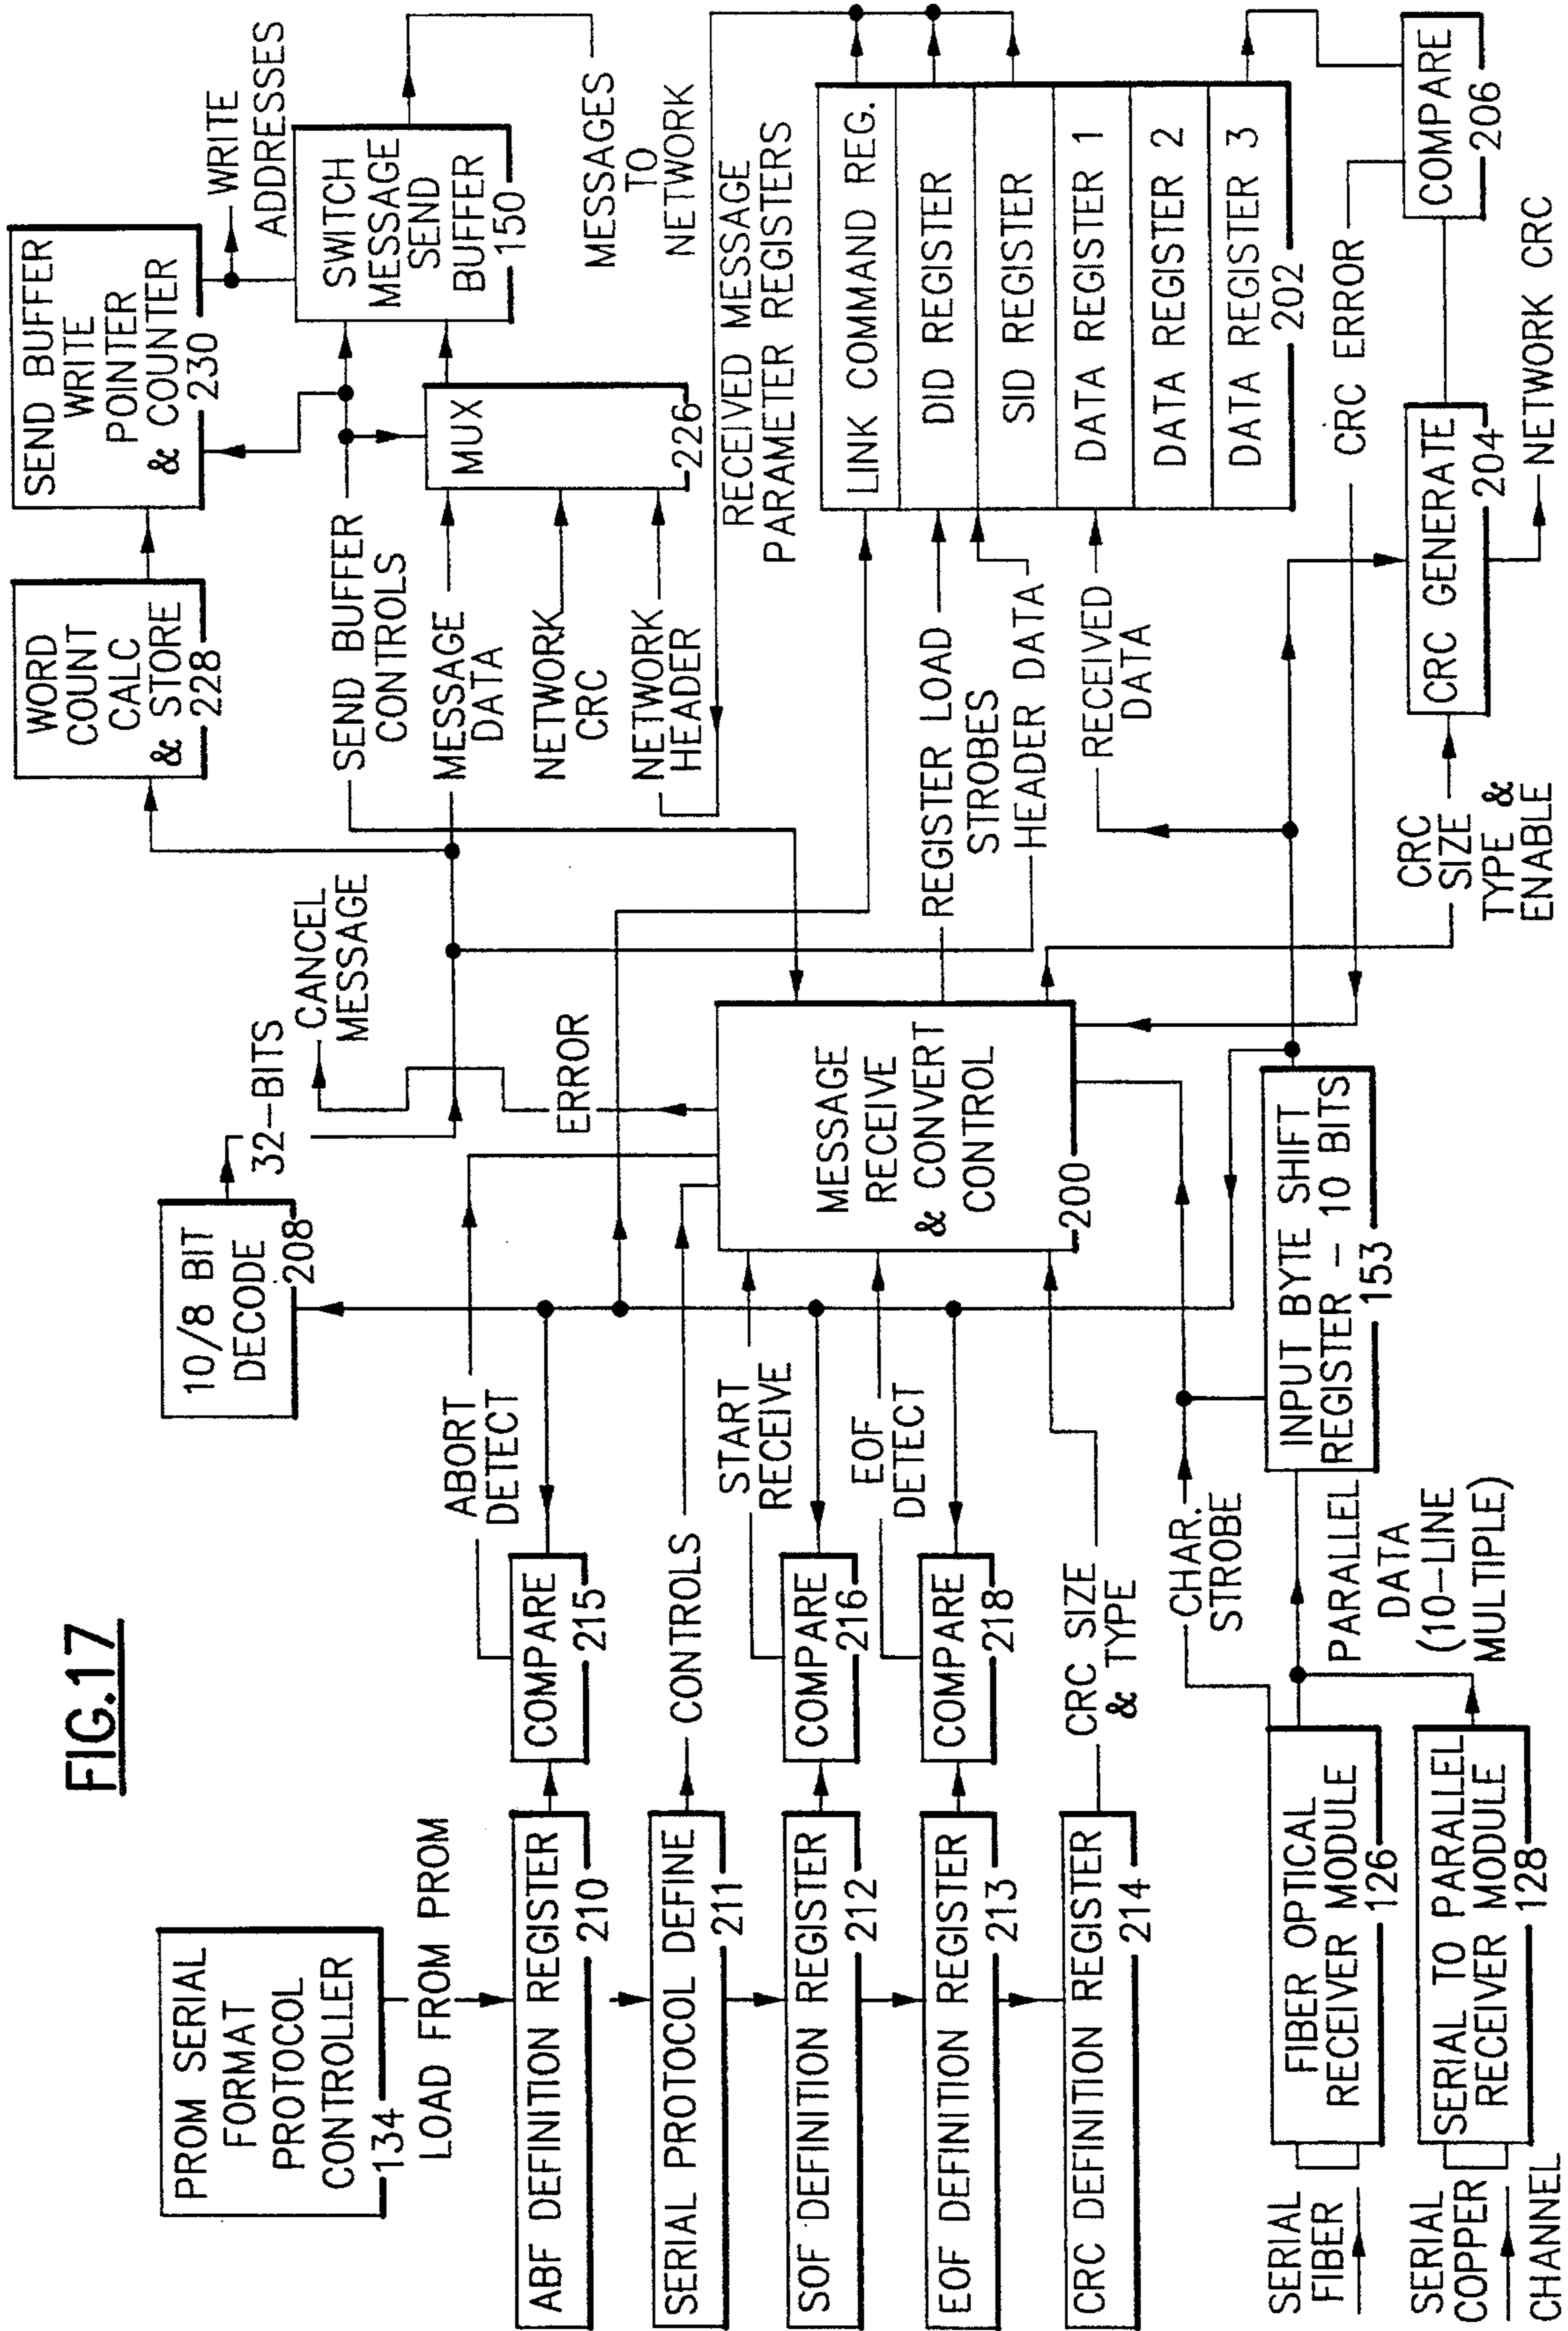 FIG.17
PROM SERIAL
FORMAT
PROTOCOL
CONTROLLER
134
LOAD FROM PROM
ABF DEFINITION REGISTER
210
SERIAL PROTOCOL DEFINE
211
SOF DEFINITION REGISTER
212
EOF DEFINITION REGISTER
213
CRC DEFINITION REGISTER
214
SERIAL
FIBER
SERIAL
COPPER
CHANNEL
FIBER OPTICAL
RECEIVER MODULE
126
SERIAL TO PARALLEL
RECEIVER MODULE
128
COMPARE
215
CONTROLS
COMPARE
216
COMPARE
218
CRC SIZE
& TYPE
ABORT
DETECT
START
RECEIVE
EOF
DETECT
CHAR.
STROBE
PARALLEL
DATA
(10-LINE
MULTIPLE)
10/8 BIT
DECODE
208
32-BITS
CANCEL
MESSAGE
ERROR
MESSAGE
RECEIVE
& CONVERT
CONTROL
200
INPUT BYTE SHIFT
REGISTER - 10 BITS
153
WORD
COUNT
CALC
& STORE
228
SEND BUFFER
WRITE
POINTER
& COUNTER
230
WRITE
ADDRESSES
SEND BUFFER
CONTROLS
MESSAGE
DATA
NETWORK
CRC
NETWORK
HEADER
MUX
226
SWITCH
MESSAGE
SEND
BUFFER
150
MESSAGES
TO
NETWORK
RECEIVED MESSAGE
PARAMETER REGISTERS
REGISTER LOAD
STROBES
HEADER DATA
RECEIVED
DATA
LINK COMMAND REG.
DID REGISTER
SID REGISTER
DATA REGISTER 1
DATA REGISTER 2
DATA REGISTER 3
202
CRC ERROR
CRC
SIZE
TYPE &
ENABLE
CRC GENERATE
204
COMPARE
206
NETWORK CRC